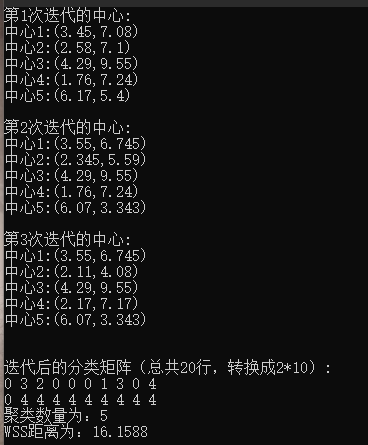 第1次迭代的中心:
中心1:(3.45,7.08)
中心2:(2.58,7.1)
中心3:(4.29,9.55)
中心4:(1.76,7.24)
中心5:(6.17,5.4)
第2次迭代的中心:
中心1:(3.55,6.745)
中心2:(2.345,5.59)
中心3:(4.29,9.55)
中心4:(1.76,7.24)
中心5:(6.07,3.343)
第3次迭代的中心:
中心1:(3.55,6.745)
中心2:(2.11,4.08)
中心3:(4.29,9.55)
中心4:(2.17,7.17)
中心5:(6.07,3.343)
迭代后的分类矩阵（总共20行，转换成2*10）:
0 3 2 0 0 0 1 3 0 4
0 4 4 4 4 4 4 4 4 4
聚类数量为：5
WSS距离为：16.1588